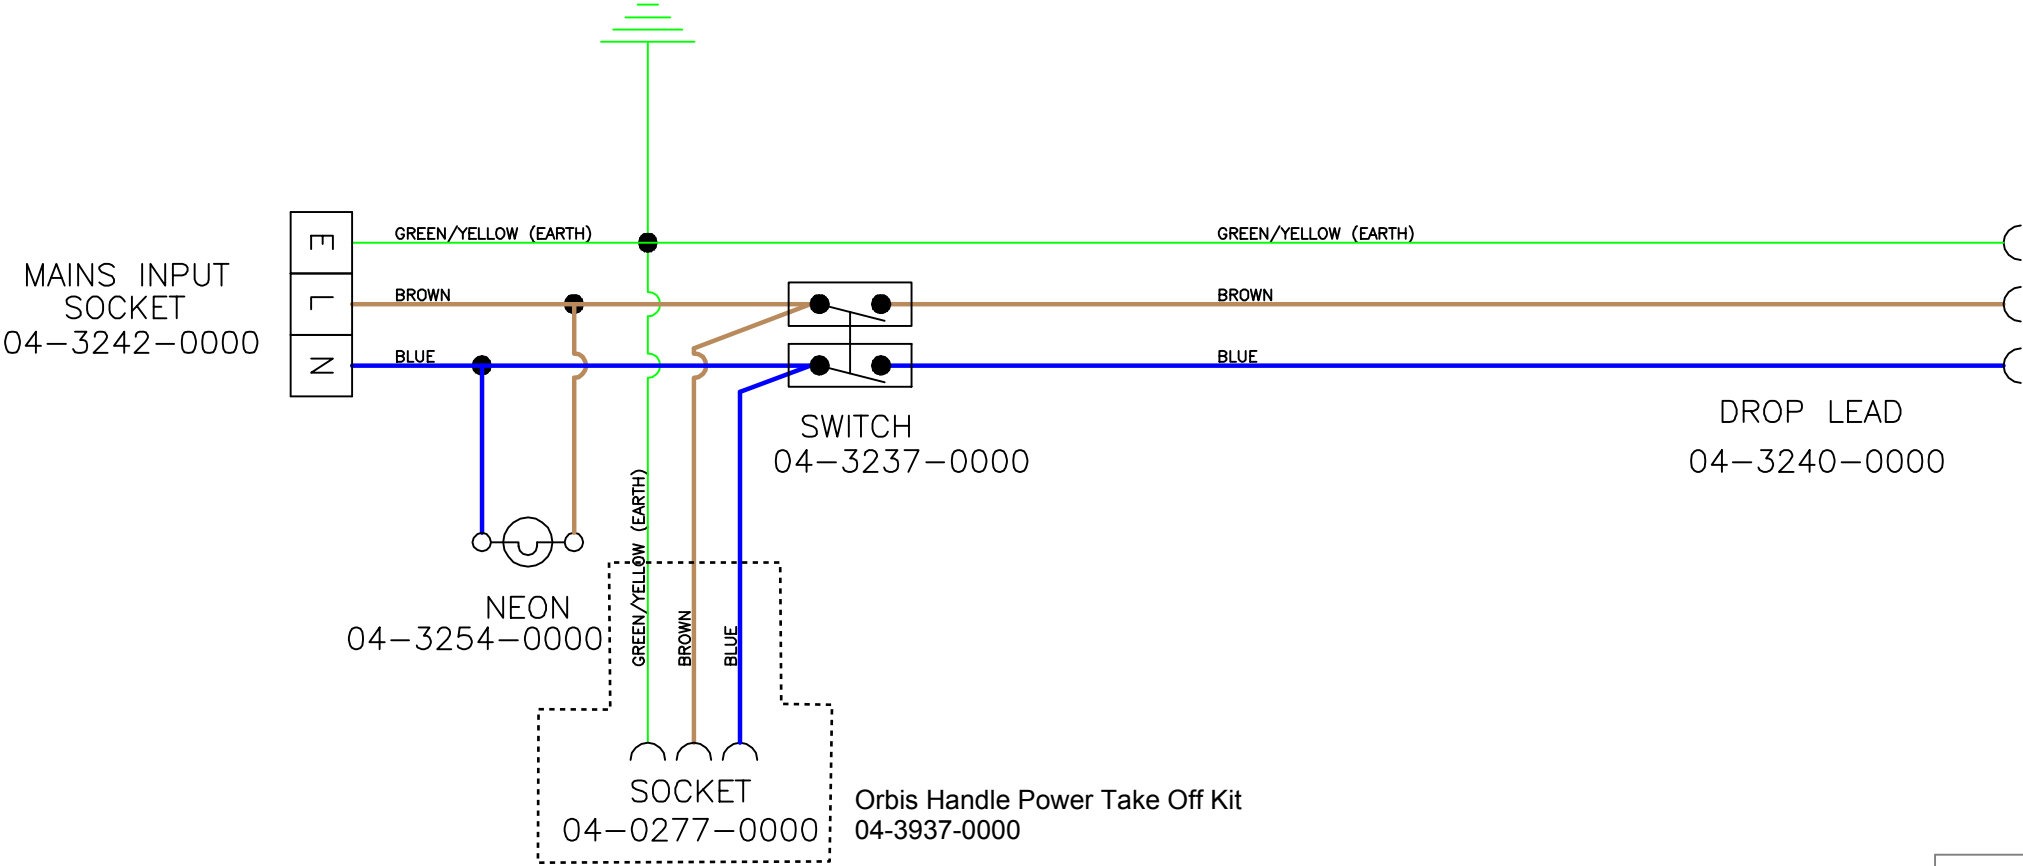 GREEN/YELLOW (EARTH)
GREEN/YELLOW (EARTH)
E
MAINS INPUT
SOCKET
04-3242-0000
L
BROWN
BROWN
N
BLUE
BLUE
SWITCH
04-3237-0000
DROP LEAD
04-3240-0000
NEON
04-3254-0000
GREEN/YELLOW (EARTH)
BROWN
BLUE
SOCKET
04-0277-0000
Orbis Handle Power Take Off Kit
04-3937-0000